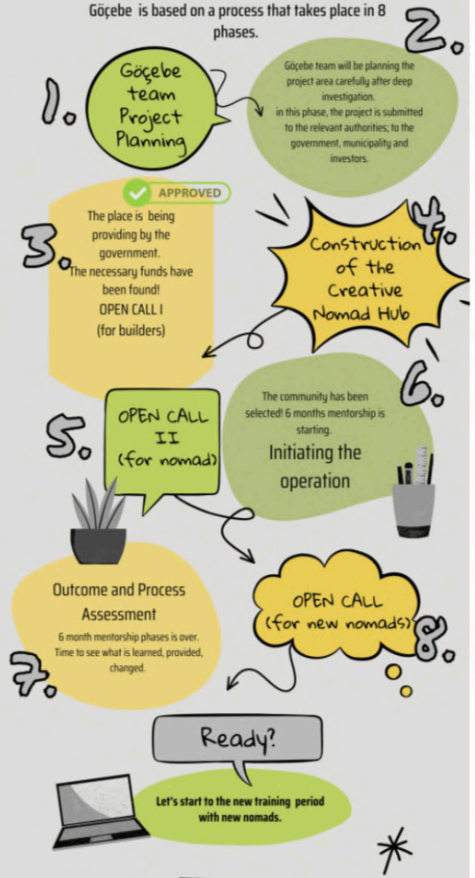 Göçebe is based on a process that takes place in 8
phases.
1.
Göçebe
team
Project
Planning
2.
Göçebe team will be planning the
project area carefully after deep
investigation.
in this phase, the project is submitted
to the relevant authorities; to the
government, municipality and
investors.
3.
APPROVED
The place is being
providing by the
government.
The necessary funds have
been found!
OPEN CALL I
(for builders)
4.
Construction
of the
Creative
Nomad Hub
5.
OPEN CALL
II
(for nomad)
6.
The community has been
selected! 6 months mentorship is
starting.
Initiating the
operation
7.
Outcome and Process
Assessment
6 month mentorship phases is over.
Time to see what is learned, provided,
changed.
8.
OPEN CALL
(for new nomads)
Ready?
Let's start to the new training period
with new nomads.